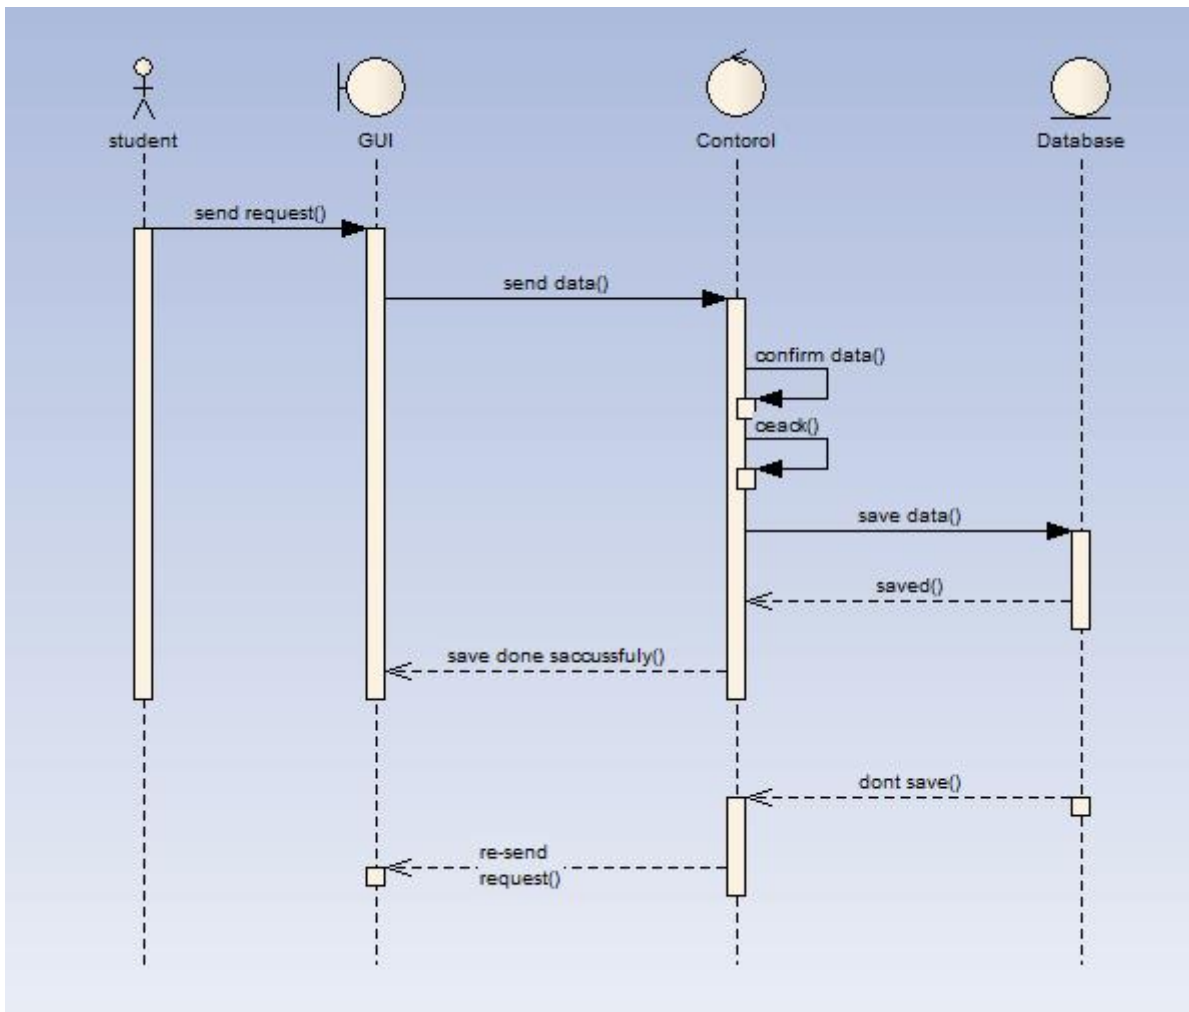 student
GUI
Contorol
Database
send request()
send data()
confirm data()
ceack()
save data()
saved()
save done saccussfuly()
dont save()
re-send
request()